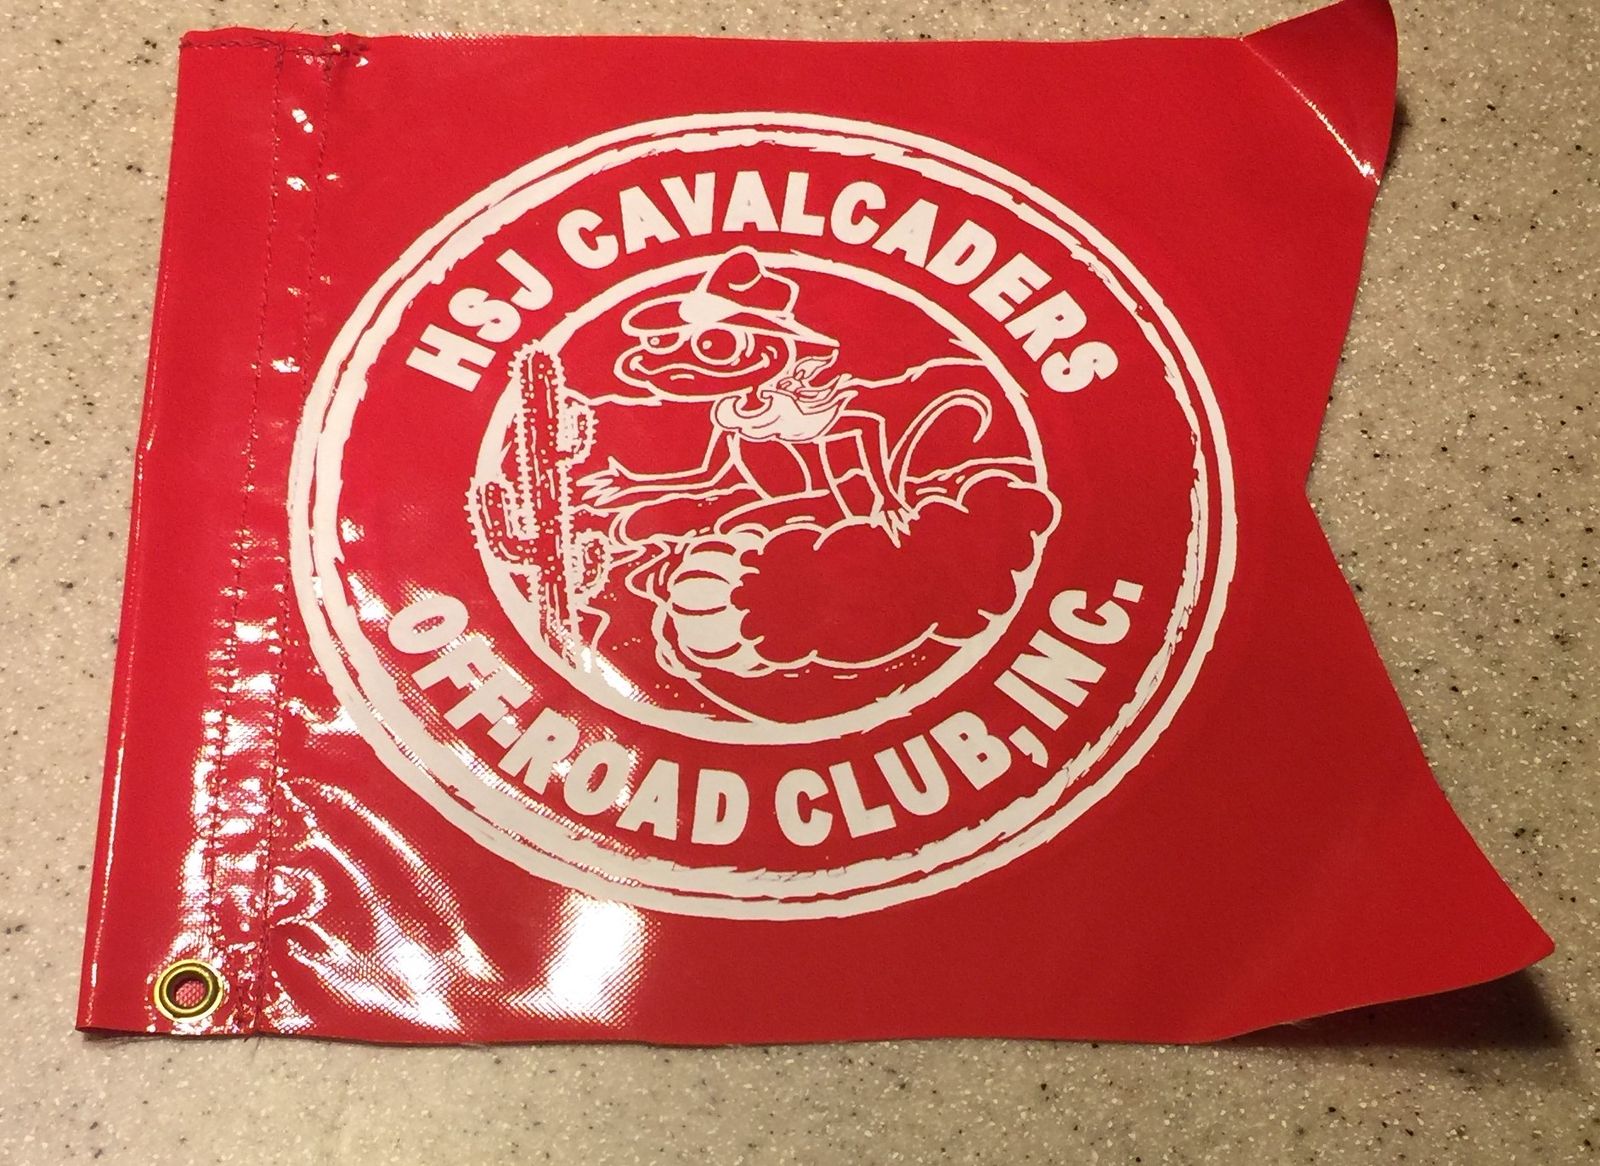 HSJ CAVALCADERS
OFF-ROAD CLUB, INC.